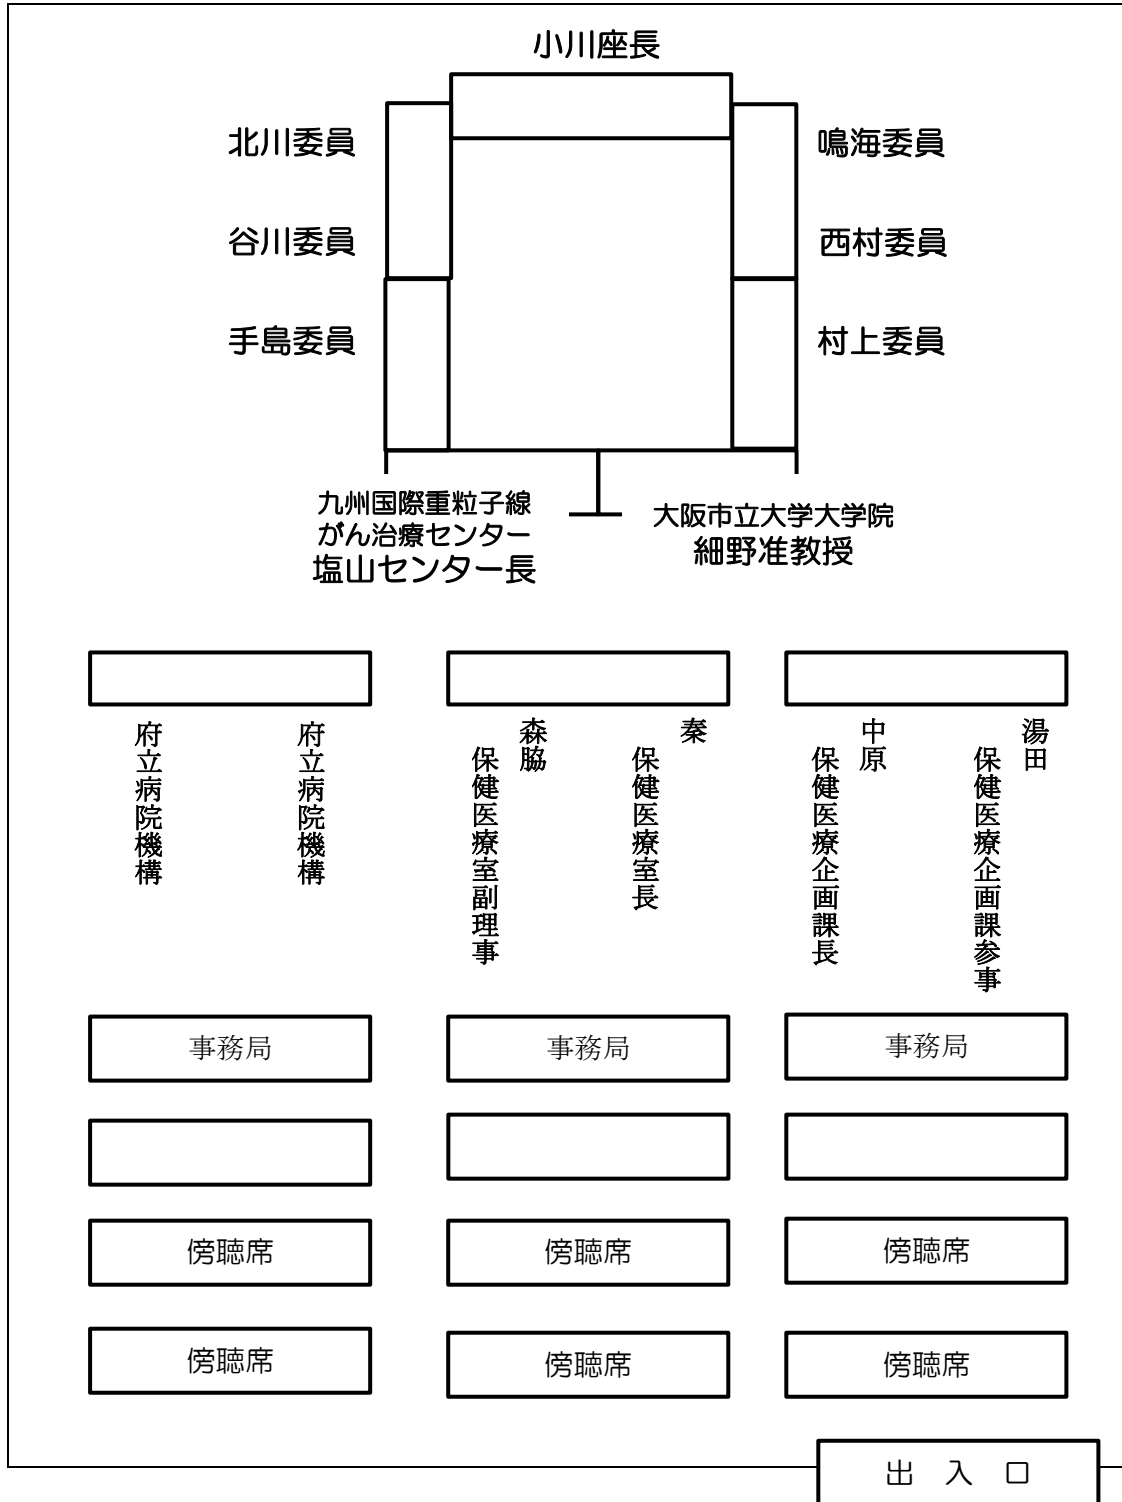 小川座長
北川委員
鳴海委員
谷川委員
西村委員
手島委員
村上委員
九州国際重粒子線
がん治療センター
塩山センター長
大阪市立大学大学院
細野准教授
府立病院機構
府立病院機構
森脇
保健医療室副理事
秦
保健医療室長
中原
保健医療企画課長
湯田
保健医療企画課参事
事務局
事務局
事務局
傍聴席
傍聴席
傍聴席
傍聴席
傍聴席
傍聴席
出 入 口